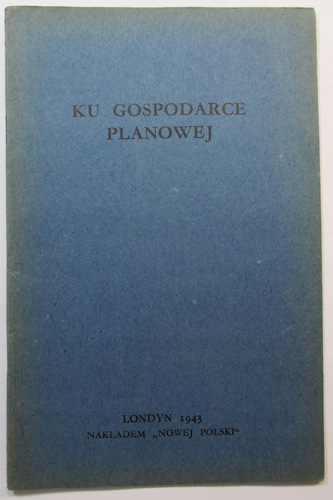 KU GOSPODARCE
PLANOWEJ
LONDYN 1943
NAKŁADEM „NOWEJ POLSKI“